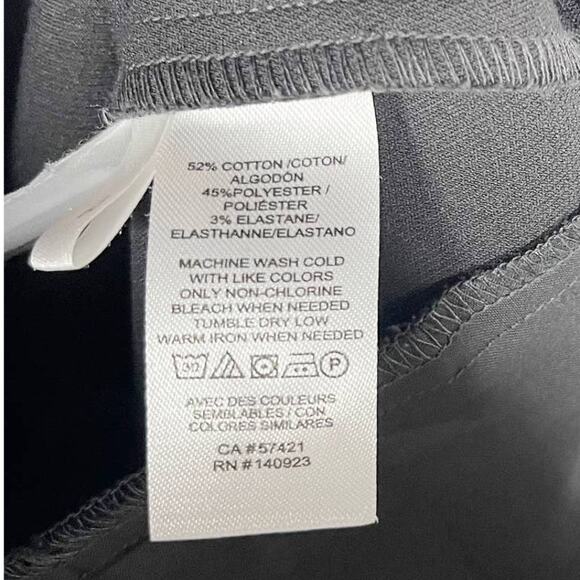 52% COTTON /COTON/
ALGODÓN
45%POLYESTER /
POLIÉSTER
3% ELASTANE/
ELASTHANNE/ELASTANO
MACHINE WASH COLD
WITH LIKE COLORS
ONLY NON-CHLORINE
BLEACH WHEN NEEDED
TUMBLE DRY LOW
WARM IRON WHEN NEEDED
30 P
AVEC DES COULEURS
SEMBLABLES / CON
COLORES SIMILARES
CA #57421
RN #140923